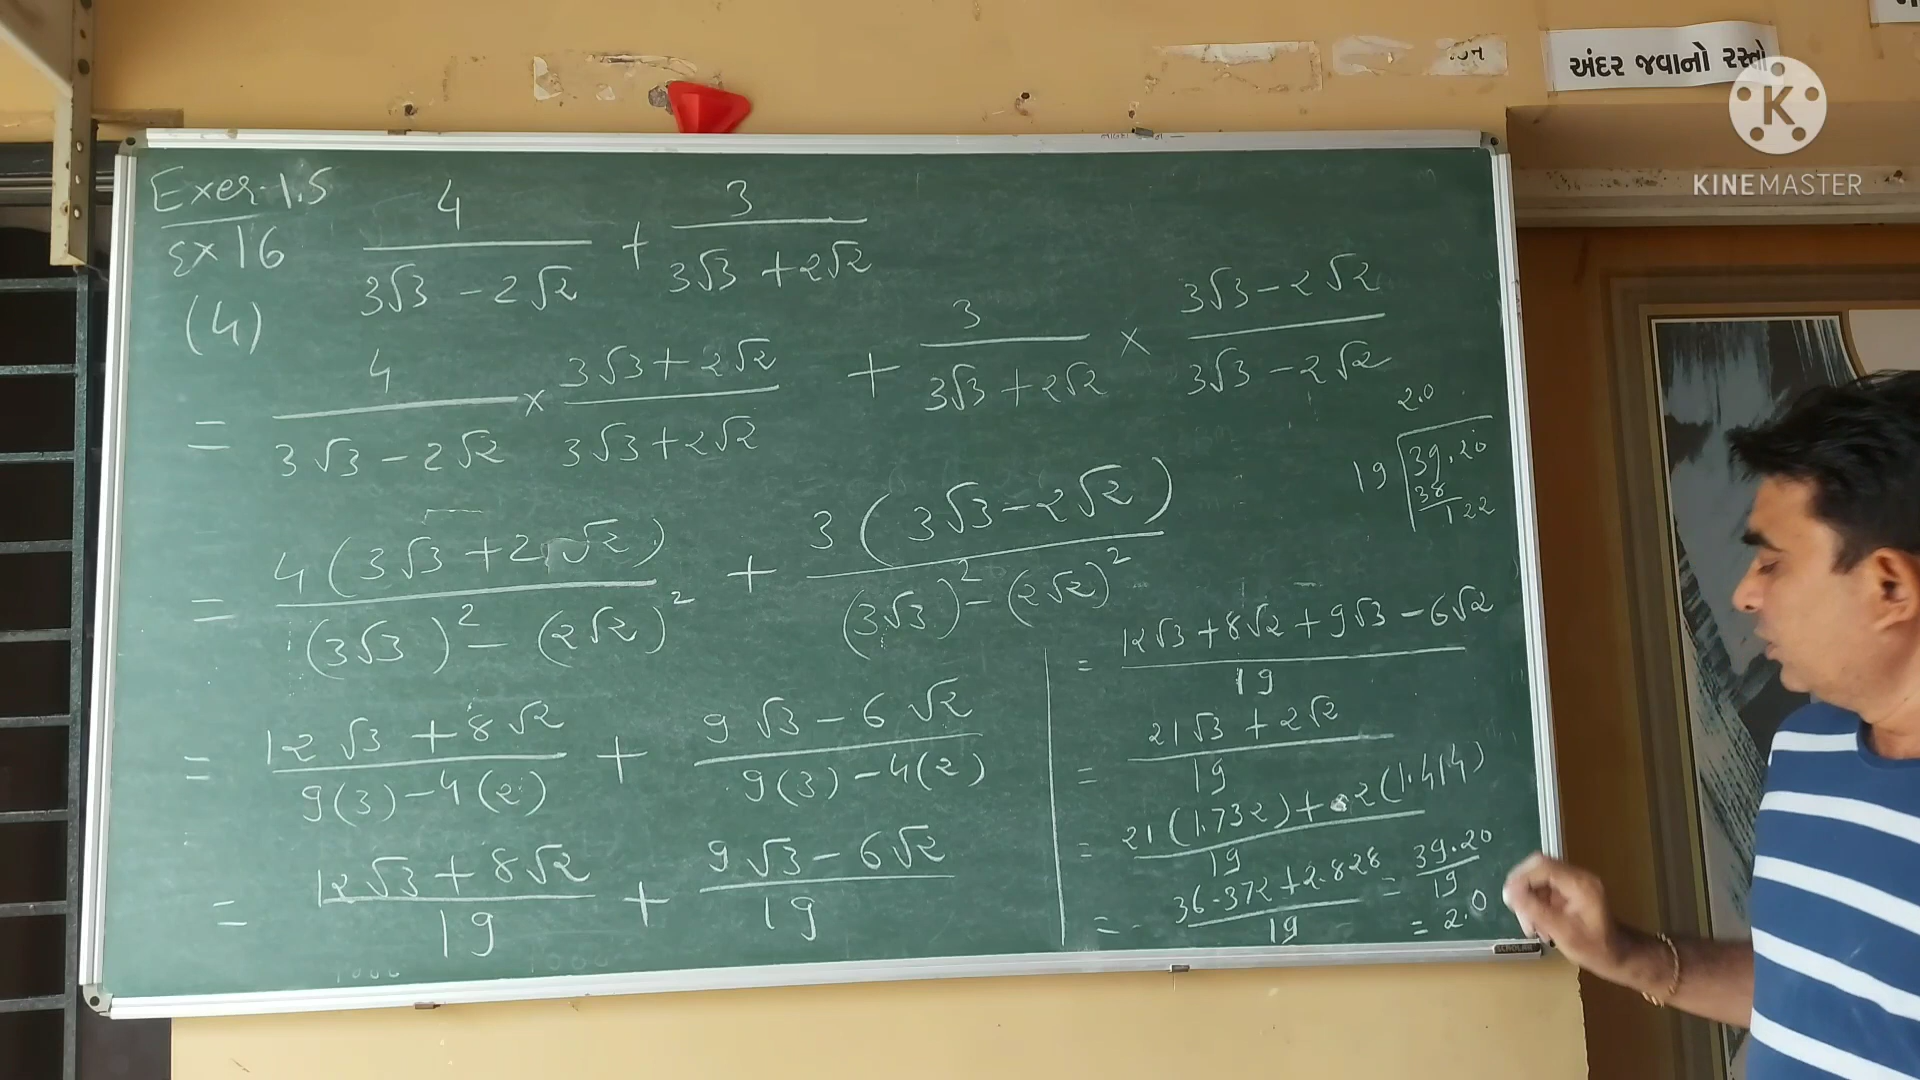 અંદર જવાનો રસ્તો
K
KINEMASTER
Exer-1.5
Ex 16
(4)
4/(3√3 - 2√2) + 3/(3√3 + 2√2)
= 4/(3√3 - 2√2) × (3√3 + 2√2)/(3√3 + 2√2) + 3/(3√3 + 2√2) × (3√3 - 2√2)/(3√3 - 2√2)
= 4(3√3 + 2√2)/((3√3)² - (2√2)²) + 3(3√3 - 2√2)/((3√3)² - (2√2)²)
= (12√3 + 8√2)/(9(3) - 4(2)) + (9√3 - 6√2)/(9(3) - 4(2))
= (12√3 + 8√2)/19 + (9√3 - 6√2)/19
2.0
19 39.20
38
122
= (12√3 + 8√2 + 9√3 - 6√2)/19
= (21√3 + 2√2)/19
= (21(1.732) + 2(1.414))/19
= (36.372 + 2.828)/19 = 39.20/19
= 2.0